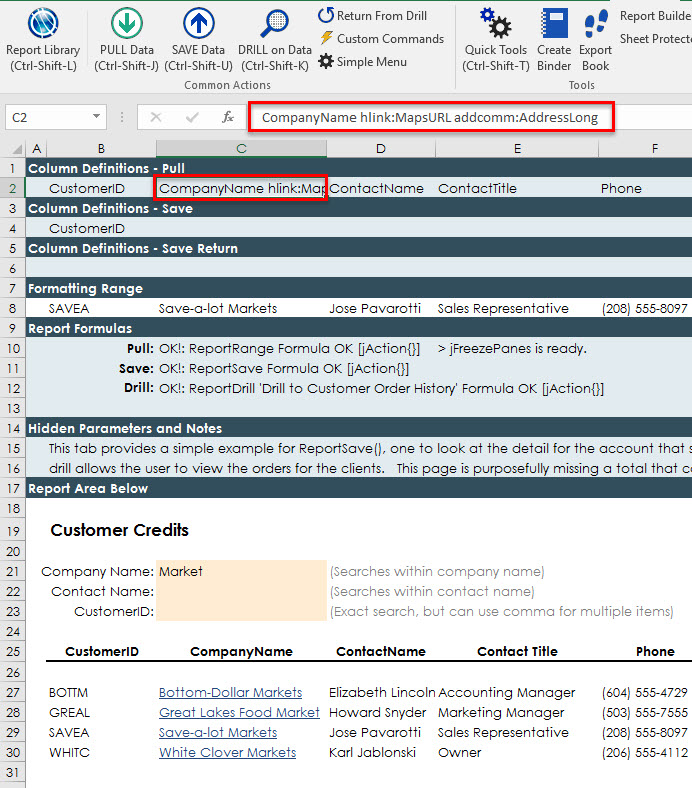 Report Library PULL Data SAVE Data DRILL on Data Return From Drill Quick Tools Create Export Report Builde
(Ctrl-Shift-L) (Ctrl-Shift-J) (Ctrl-Shift-U) (Ctrl-Shift-K) Custom Commands (Ctrl-Shift-T) Binder Book Sheet Protect
Simple Menu
Common Actions Tools
C2 fx CompanyName hlink:MapsURL addcomm:AddressLong
A B C D E F
1 Column Definitions - Pull
2 CustomerID CompanyName hlink:Map ContactName ContactTitle Phone
3 Column Definitions - Save
4 CustomerID
5 Column Definitions - Save Return
6
7 Formatting Range
8 SAVEA Save-a-lot Markets Jose Pavarotti Sales Representative (208) 555-8097
9 Report Formulas
10 Pull: OK!: ReportRange Formula OK [jAction{}] > jFreezePanes is ready.
11 Save: OK!: ReportSave Formula OK [jAction{}]
12 Drill: OK!: ReportDrill 'Drill to Customer Order History' Formula OK [jAction{}]
13
14 Hidden Parameters and Notes
15 This tab provides a simple example for ReportSave(), one to look at the detail for the account that s
16 drill allows the user to view the orders for the clients. This page is purposefully missing a total that c
17 Report Area Below
18
19 Customer Credits
20
21 Company Name: Market (Searches within company name)
22 Contact Name: (Searches within contact name)
23 CustomerID: (Exact search, but can use comma for multiple items)
24
25 CustomerID CompanyName ContactName Contact Title Phone
26
27 BOTTM Bottom-Dollar Markets Elizabeth Lincoln Accounting Manager (604) 555-4729
28 GREAL Great Lakes Food Market Howard Snyder Marketing Manager (503) 555-7555
29 SAVEA Save-a-lot Markets Jose Pavarotti Sales Representative (208) 555-8097
30 WHITC White Clover Markets Karl Jablonski Owner (206) 555-4112
31